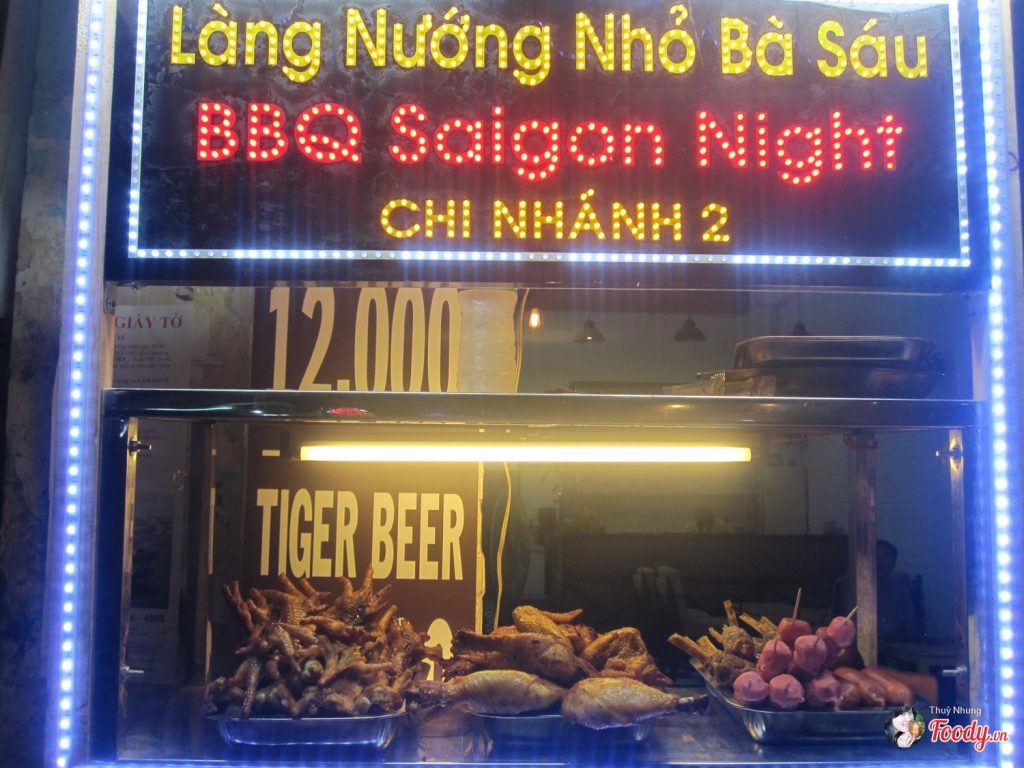 Làng Nướng Nhỏ Bà Sáu
BBQ Saigon Night
CHI NHÁNH 2
GIẤY TỜ
12.000
TIGER BEER
Thuỳ Nhung
Foody.vn